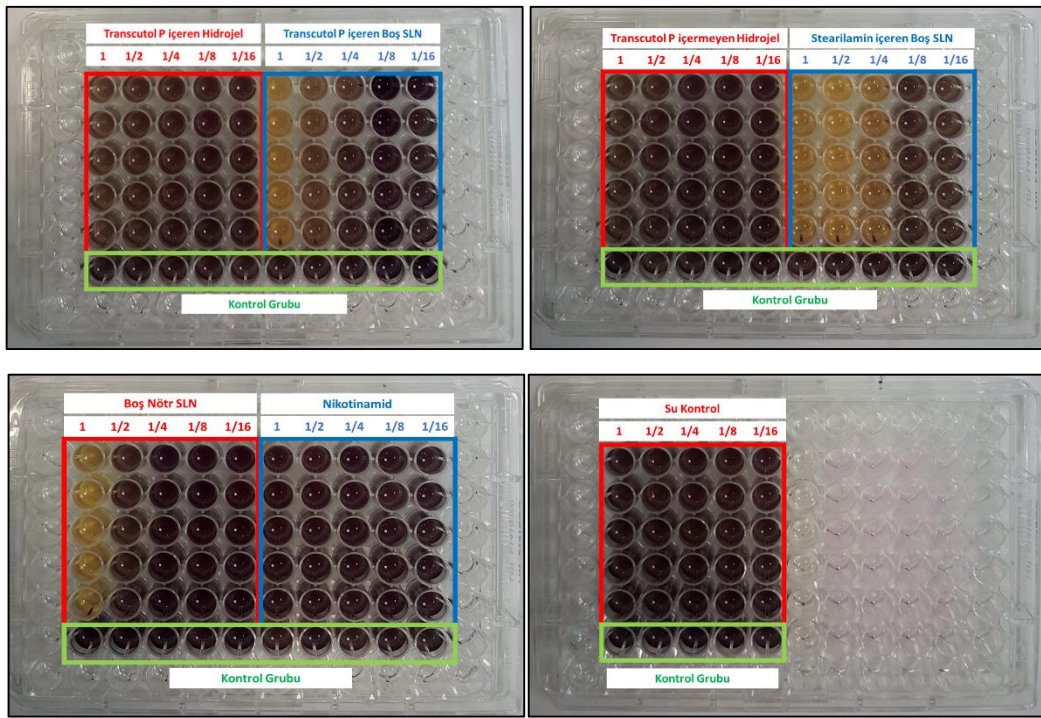 Transcutol P içeren Hidrojel Transcutol P içeren Boş SLN
1 1/2 1/4 1/8 1/16 1 1/2 1/4 1/8 1/16
Kontrol Grubu
Transcutol P içermeyen Hidrojel Stearilamin içeren Boş SLN
1 1/2 1/4 1/8 1/16 1 1/2 1/4 1/8 1/16
Kontrol Grubu
Boş Nötr SLN Nikotinamid
1 1/2 1/4 1/8 1/16 1 1/2 1/4 1/8 1/16
Kontrol Grubu
Su Kontrol
1 1/2 1/4 1/8 1/16
Kontrol Grubu